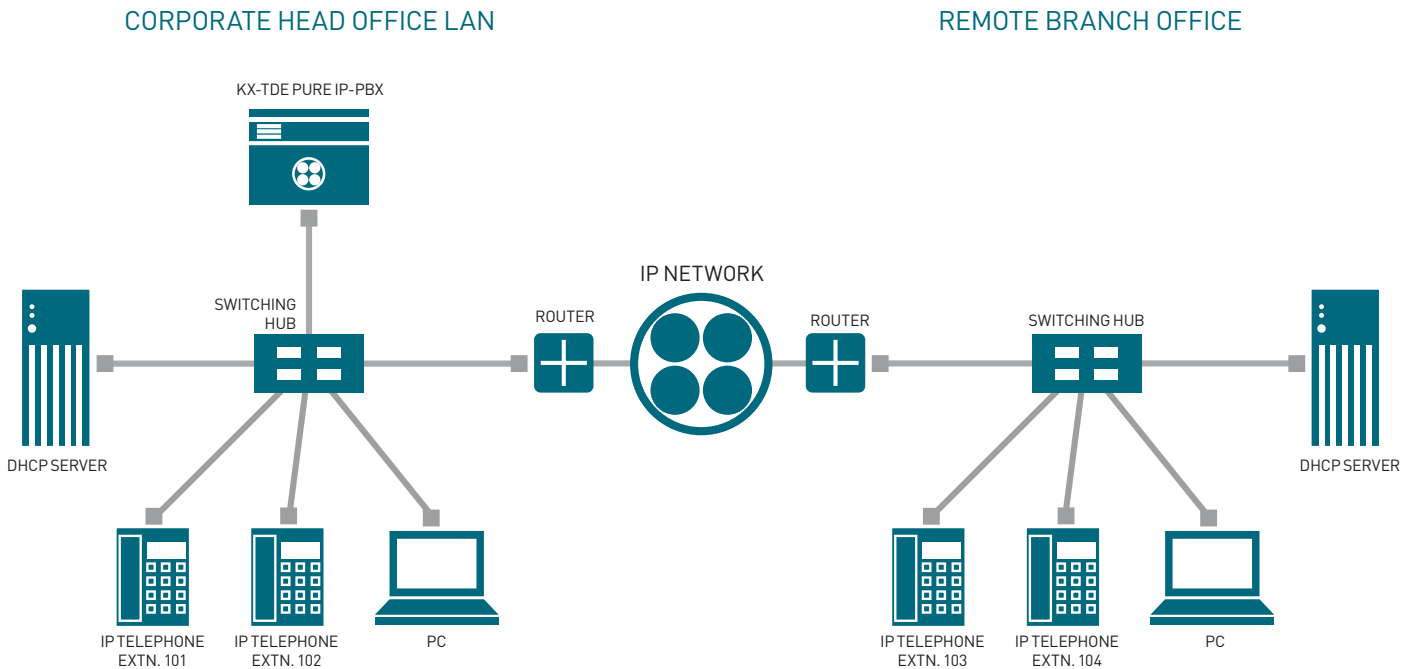 CORPORATE HEAD OFFICE LAN
REMOTE BRANCH OFFICE
KX-TDE PURE IP-PBX
SWITCHING
HUB
ROUTER
IP NETWORK
ROUTER
SWITCHING HUB
DHCP SERVER
DHCP SERVER
IP TELEPHONE
EXTN. 101
IP TELEPHONE
EXTN. 102
PC
IP TELEPHONE
EXTN. 103
IP TELEPHONE
EXTN. 104
PC